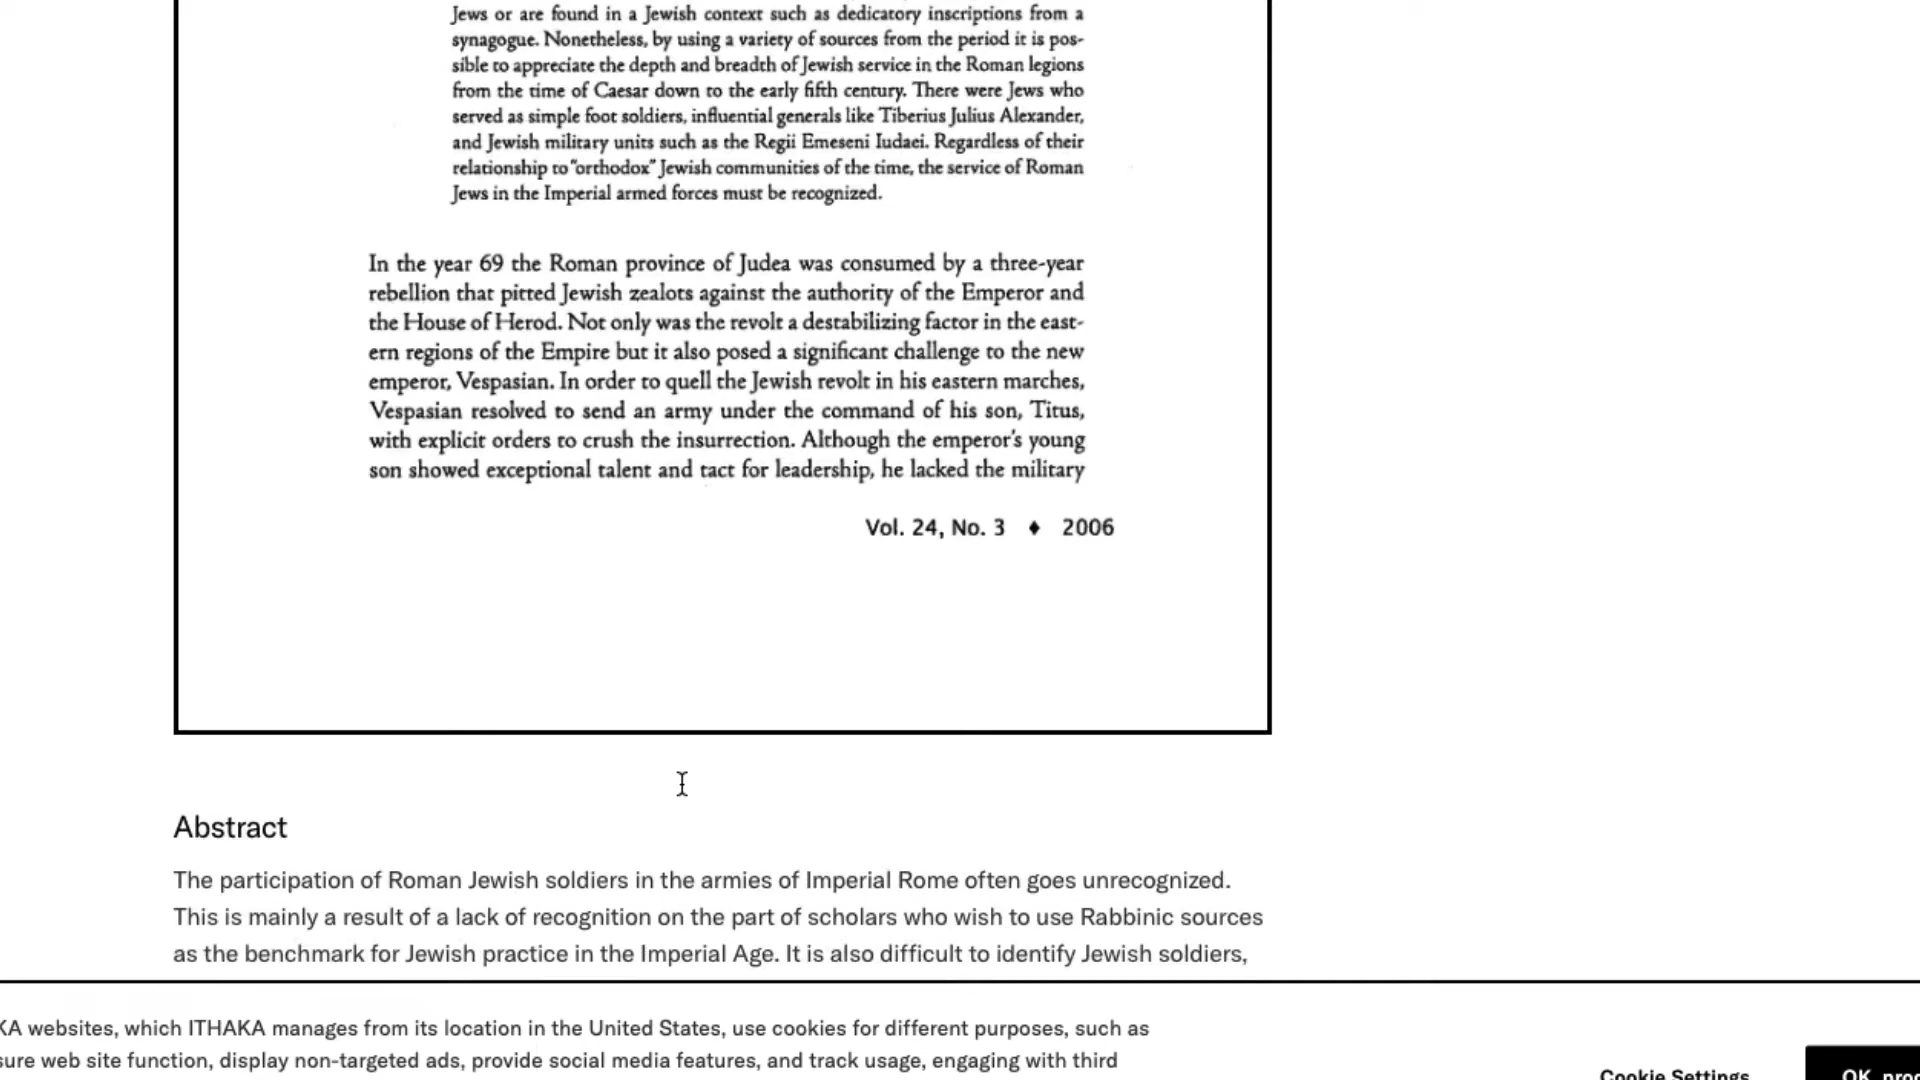 Jews or are found in a Jewish context such as dedicatory inscriptions from a
synagogue. Nonetheless, by using a variety of sources from the period it is pos-
sible to appreciate the depth and breadth of Jewish service in the Roman legions
from the time of Caesar down to the early fifth century. There were Jews who
served as simple foot soldiers, influential generals like Tiberius Julius Alexander,
and Jewish military units such as the Regii Emeseni Iudaei. Regardless of their
relationship to "orthodox" Jewish communities of the time, the service of Roman
Jews in the Imperial armed forces must be recognized.
In the year 69 the Roman province of Judea was consumed by a three-year
rebellion that pitted Jewish zealots against the authority of the Emperor and
the House of Herod. Not only was the revolt a destabilizing factor in the east-
ern regions of the Empire but it also posed a significant challenge to the new
emperor, Vespasian. In order to quell the Jewish revolt in his eastern marches,
Vespasian resolved to send an army under the command of his son, Titus,
with explicit orders to crush the insurrection. Although the emperor's young
son showed exceptional talent and tact for leadership, he lacked the military
Vol. 24, No. 3 ♦ 2006
Abstract
The participation of Roman Jewish soldiers in the armies of Imperial Rome often goes unrecognized.
This is mainly a result of a lack of recognition on the part of scholars who wish to use Rabbinic sources
as the benchmark for Jewish practice in the Imperial Age. It is also difficult to identify Jewish soldiers,
KA websites, which ITHAKA manages from its location in the United States, use cookies for different purposes, such as
sure web site function, display non-targeted ads, provide social media features, and track usage, engaging with third
Cookie Settings
OK, proc